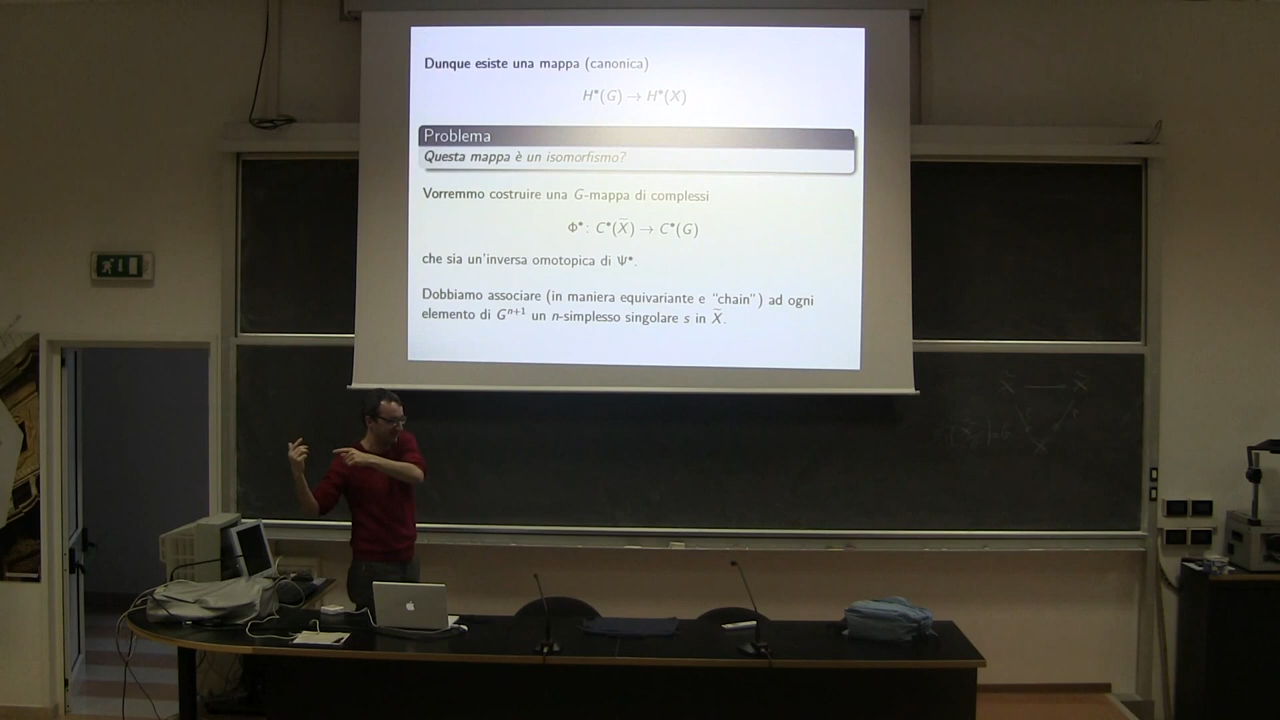 Dunque esiste una mappa (canonica)
H•(G) → H•(X)
Problema
Questa mappa è un isomorfismo?
Vorremmo costruire una G-mappa di complessi
Φ•: C•(X̃) → C•(G)
che sia un'inversa omotopica di Ψ•.
Dobbiamo associare (in maniera equivariante e "chain") ad ogni
elemento di Gⁿ⁺¹ un n-simplesso singolare s in X̃.
X̃ — X̃